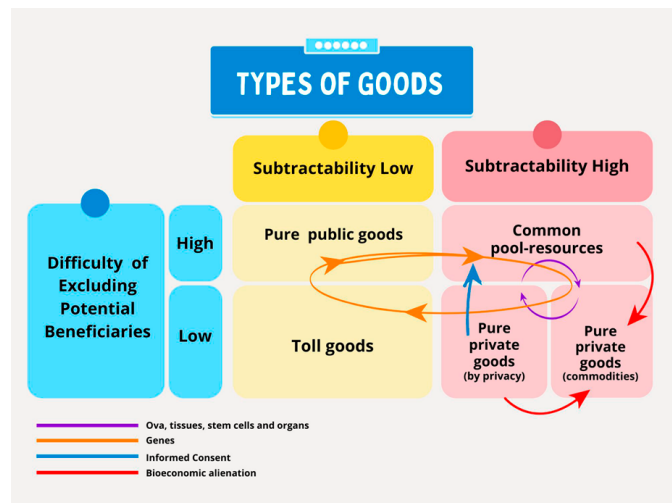 TYPES OF GOODS
Subtractability Low
Subtractability High
Difficulty of
Excluding
Potential
Beneficiaries
High
Pure public goods
Common
pool-resources
Low
Toll goods
Pure
private
goods
(by privacy)
Pure
private
goods
(commodities)
Ova, tissues, stem cells and organs
Genes
Informed Consent
Bioeconomic alienation